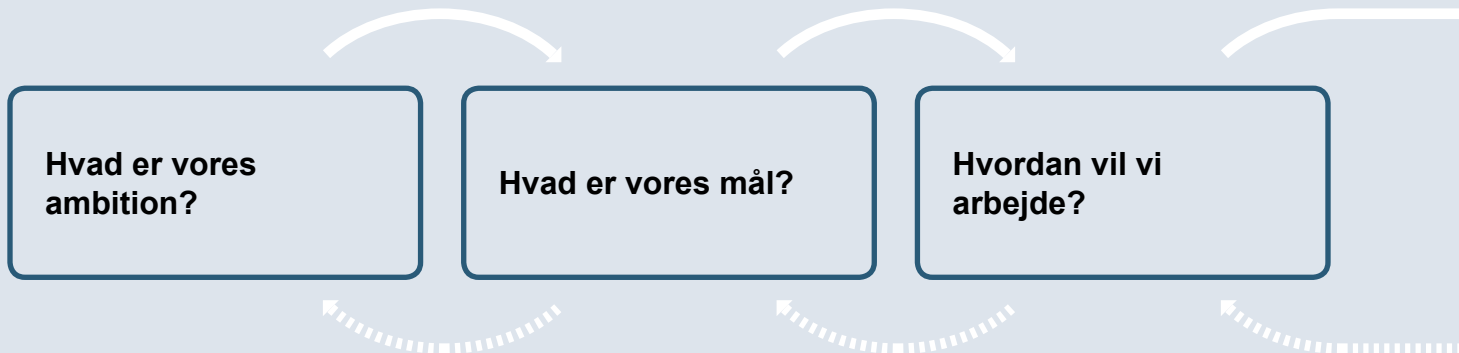 Hvad er vores
ambition?
Hvad er vores mål?
Hvordan vil vi
arbejde?